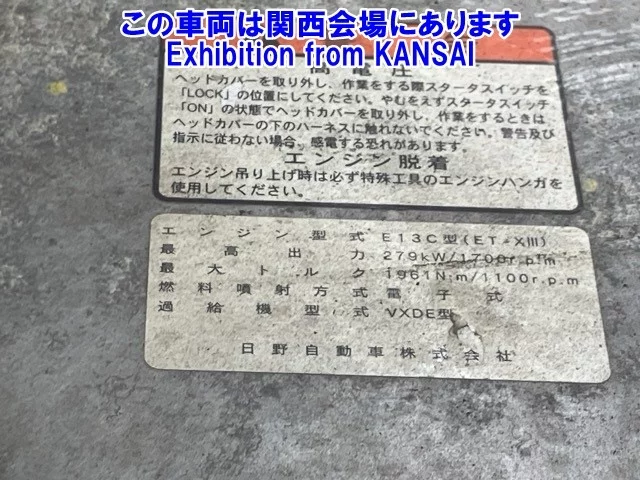 この車両は関西会場にあります
Exhibition from KANSAI
高電圧
ヘッドカバーを取り外し、作業をする際スタータスイッチを
「LOCK」の位置にしてください。やむをえずスタータスイッチ
「ON」の状態でヘッドカバーを取り外し、作業をするときは、
ヘッドカバーの下のハーネスに触れないでください。警告及び
指示に従わない場合、感電する恐れがあります。
エンジン脱着
エンジン吊り上げ時は必ず特殊工具のエンジンハンガを
使用してください。
エンジン型式 E13C型(ET-XIII)
最高出力 279kW/1700r.p.m
最大トルク 1961N:m/1100r.p.m
燃料噴射方式 電子式
過給機型式 VXDE型
日野自動車株式会社